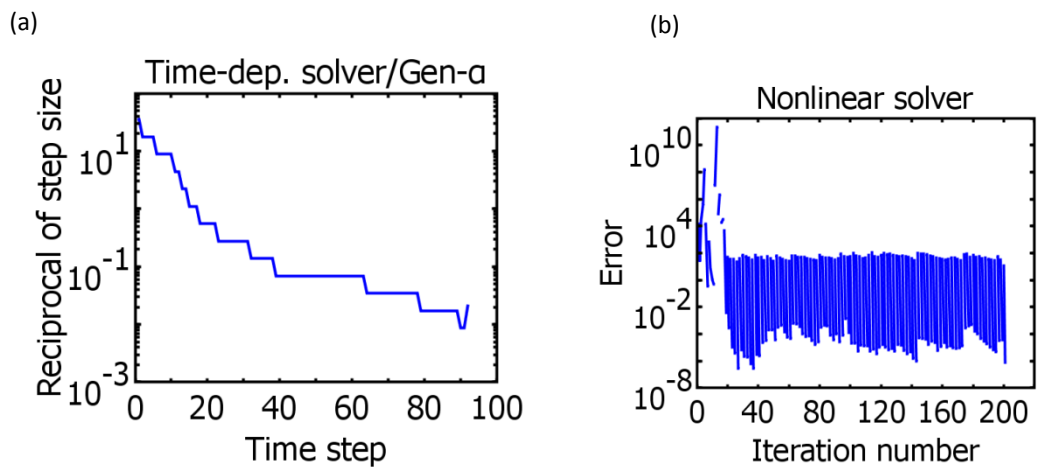 (a)
Time-dep. solver/Gen-α
Reciprocal of step size
10^1
10^-1
10^-3
0 20 40 60 80 100
Time step
(b)
Nonlinear solver
Error
10^10
10^4
10^-2
10^-8
0 40 80 120 160 200
Iteration number